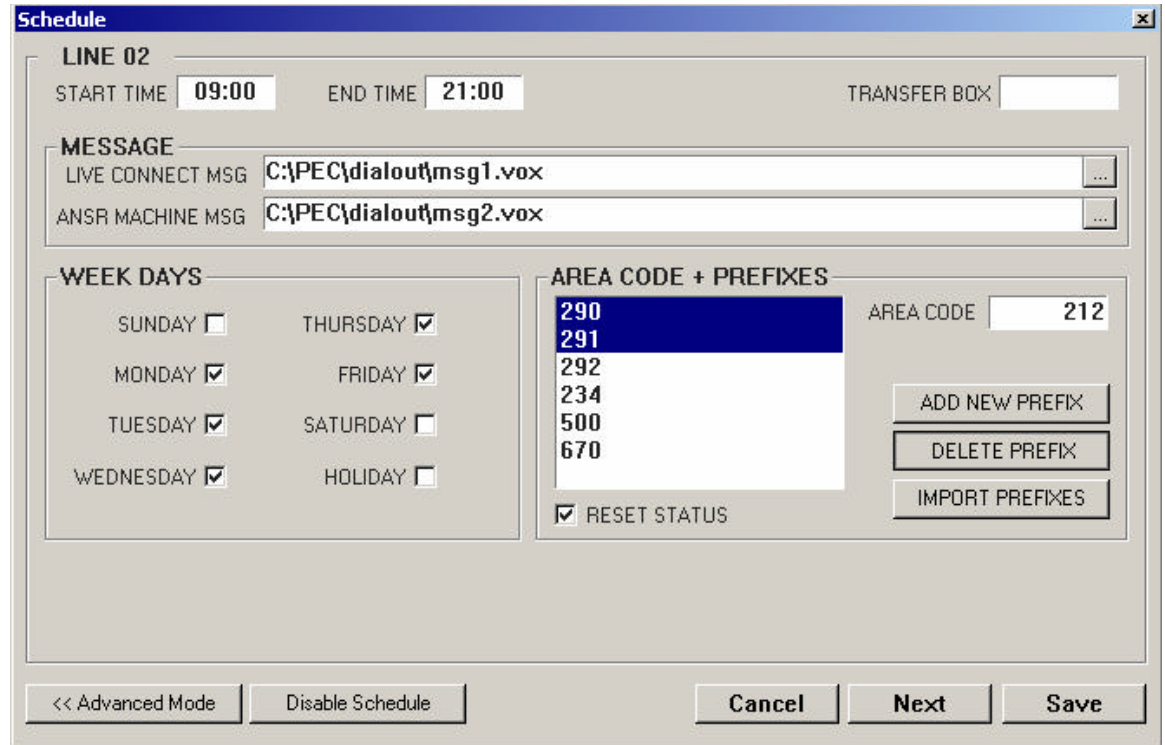 Schedule
LINE 02
START TIME 09:00 END TIME 21:00 TRANSFER BOX
MESSAGE
LIVE CONNECT MSG C:\PEC\dialout\msg1.vox ...
ANSR MACHINE MSG C:\PEC\dialout\msg2.vox ...
WEEK DAYS
SUNDAY THURSDAY
MONDAY FRIDAY
TUESDAY SATURDAY
WEDNESDAY HOLIDAY
AREA CODE + PREFIXES
290
291
292
234
500
670
RESET STATUS
AREA CODE 212
ADD NEW PREFIX
DELETE PREFIX
IMPORT PREFIXES
<< Advanced Mode Disable Schedule Cancel Next Save